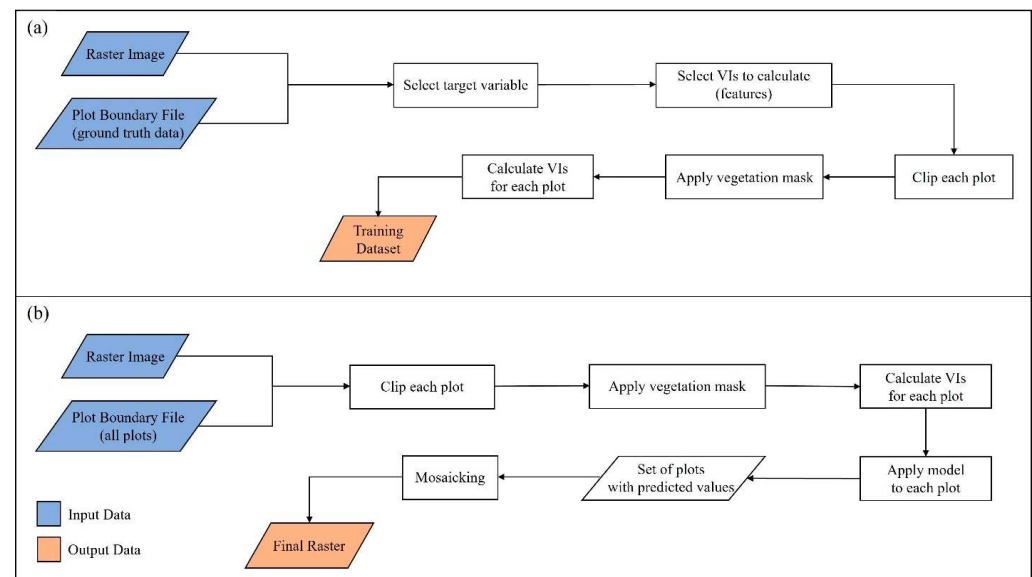 (a)
Raster Image
Plot Boundary File
(ground truth data)
Select target variable
Select VIs to calculate
(features)
Clip each plot
Apply vegetation mask
Calculate VIs
for each plot
Training
Dataset
(b)
Raster Image
Plot Boundary File
(all plots)
Clip each plot
Apply vegetation mask
Calculate VIs
for each plot
Apply model
to each plot
Set of plots
with predicted values
Mosaicking
Final Raster
Input Data
Output Data